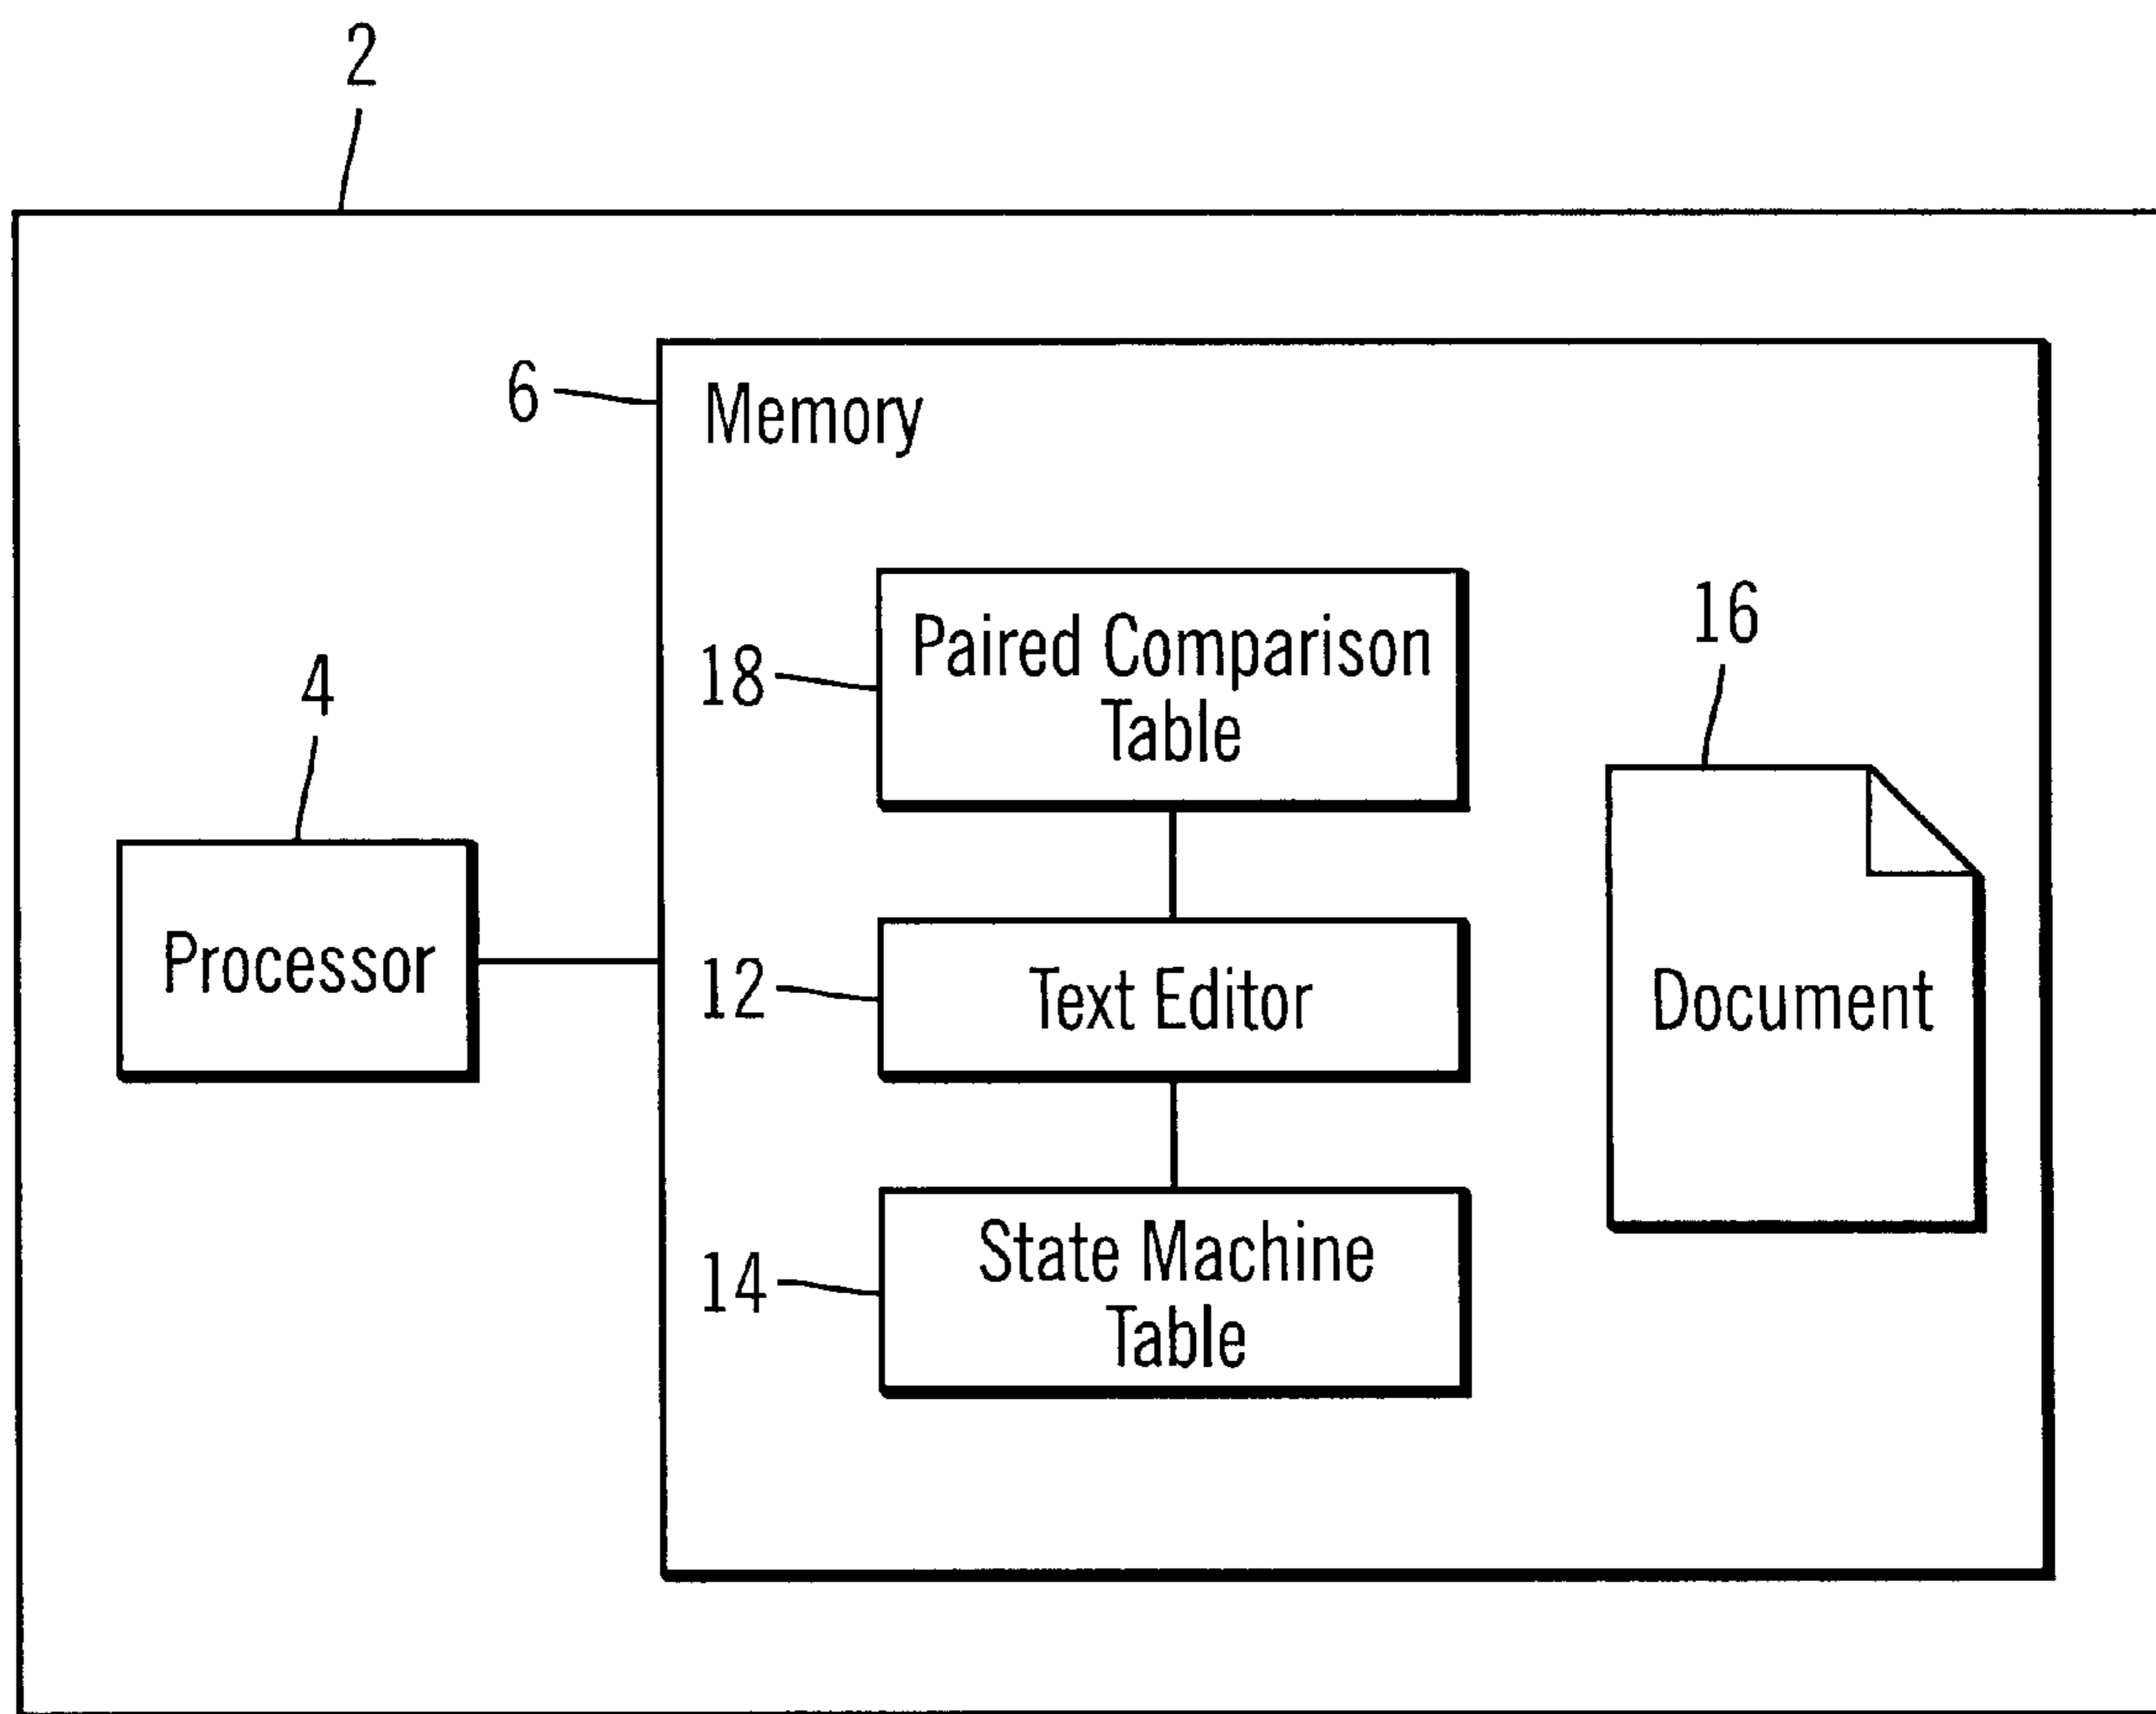 2
6
Memory
18
Paired Comparison
Table
16
4
Processor
12
Text Editor
Document
14
State Machine
Table